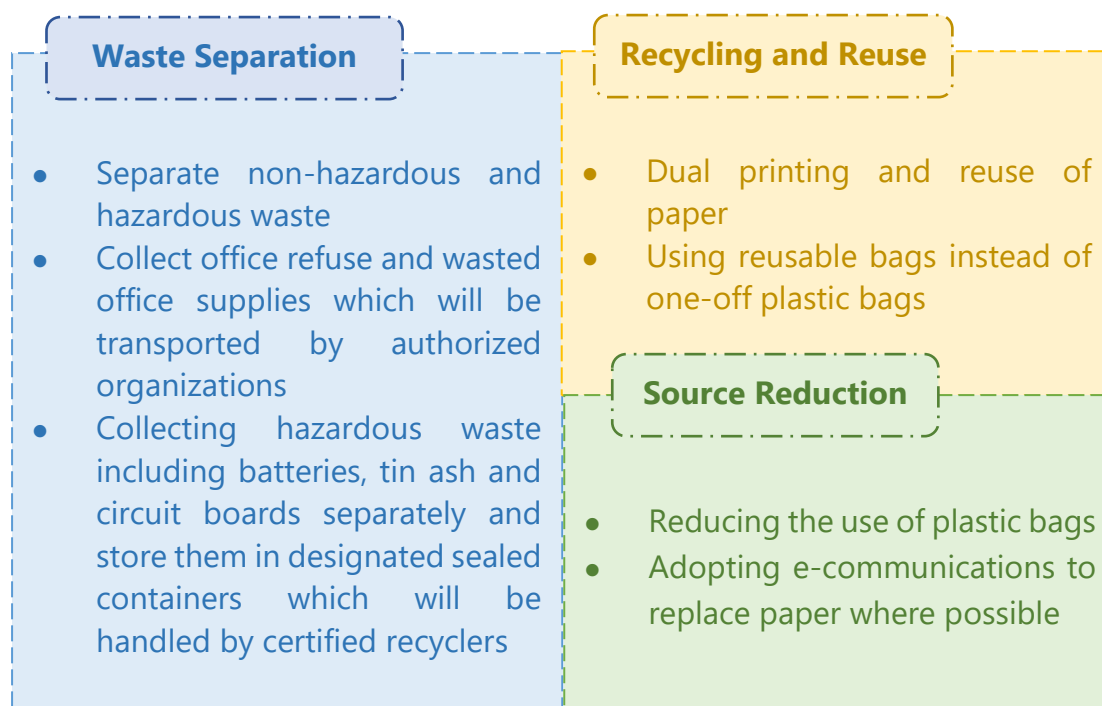 Waste Separation
● Separate non-hazardous and
hazardous waste
● Collect office refuse and wasted
office supplies which will be
transported by authorized
organizations
● Collecting hazardous waste
including batteries, tin ash and
circuit boards separately and
store them in designated sealed
containers which will be
handled by certified recyclers
Recycling and Reuse
● Dual printing and reuse of
paper
● Using reusable bags instead of
one-off plastic bags
Source Reduction
● Reducing the use of plastic bags
● Adopting e-communications to
replace paper where possible